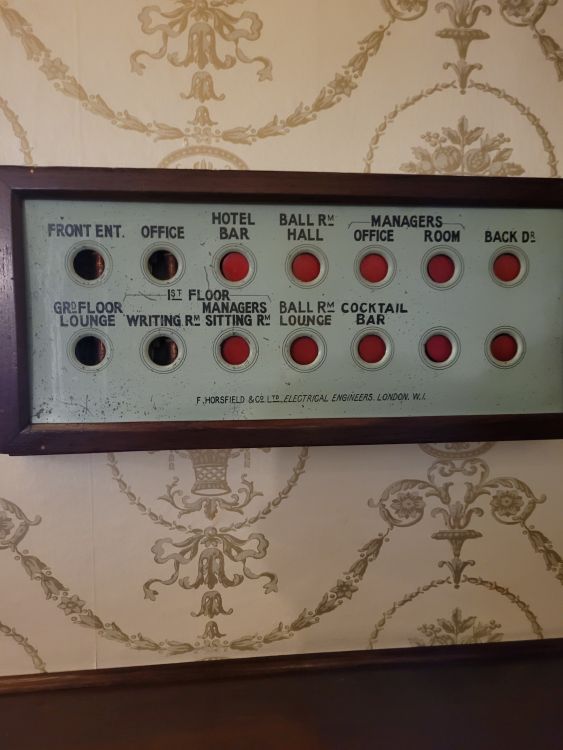 FRONT ENT. OFFICE HOTEL BAR BALL RM HALL MANAGERS OFFICE ROOM BACK DR
1ST FLOOR
GRD FLOOR LOUNGE WRITING RM MANAGERS SITTING RM BALL RM LOUNGE COCKTAIL BAR
F. HORSFIELD & CO. LTD. ELECTRICAL ENGINEERS. LONDON. W.1.